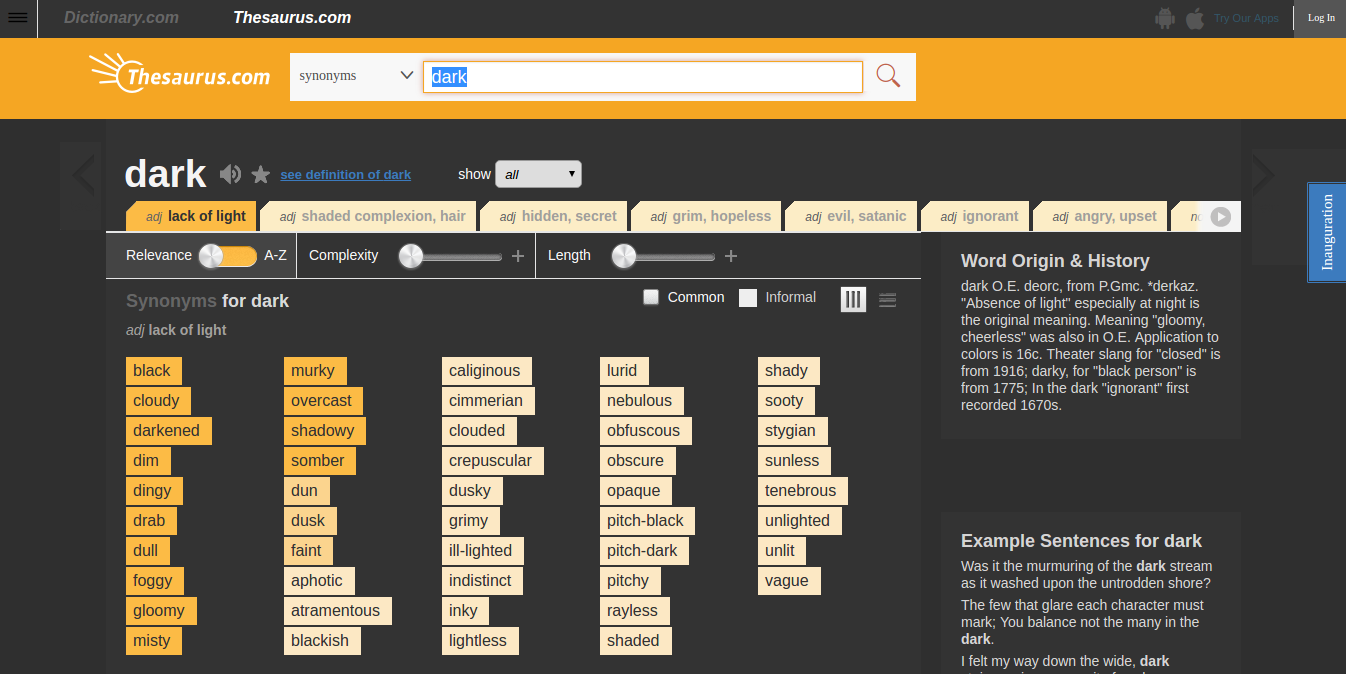 Dictionary.com
Thesaurus.com
Try Our Apps
Log In
Thesaurus.com
synonyms
dark
dark
see definition of dark
show
all
adj lack of light
adj shaded complexion, hair
adj hidden, secret
adj grim, hopeless
adj evil, satanic
adj ignorant
adj angry, upset
Inauguration
Relevance
A-Z
Complexity
Length
Synonyms for dark
Common
Informal
adj lack of light
black
cloudy
darkened
dim
dingy
drab
dull
foggy
gloomy
misty
murky
overcast
shadowy
somber
dun
dusk
faint
aphotic
atramentous
blackish
caliginous
cimmerian
clouded
crepuscular
dusky
grimy
ill-lighted
indistinct
inky
lightless
lurid
nebulous
obfuscous
obscure
opaque
pitch-black
pitch-dark
pitchy
rayless
shaded
shady
sooty
stygian
sunless
tenebrous
unlighted
unlit
vague
Word Origin & History
dark O.E. deorc, from P.Gmc. *derkaz.
"Absence of light" especially at night is
the original meaning. Meaning "gloomy,
cheerless" was also in O.E. Application to
colors is 16c. Theater slang for "closed" is
from 1916; darky, for "black person" is
from 1775; In the dark "ignorant" first
recorded 1670s.
Example Sentences for dark
Was it the murmuring of the dark stream
as it washed upon the untrodden shore?
The few that glare each character must
mark; You balance not the many in the
dark.
I felt my way down the wide, dark